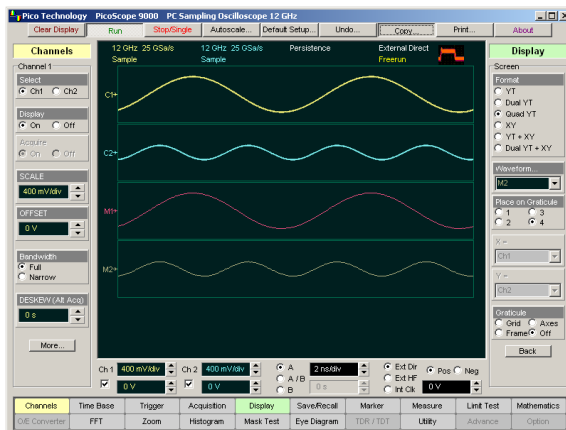 Pico Technology PicoScope 9000 PC Sampling Oscilloscope 12 GHz
Clear Display Run Stop/Single Autoscale... Default Setup... Undo... Copy... Print... About
Channels
Channel 1
Select
Ch1 Ch2
Display
On Off
Acquire
On Off
SCALE
400 mV/div
OFFSET
0 V
Bandwidth
Full
Narrow
DESKEW (Alt Acq)
0 s
More...
12 GHz 25 GSa/s 12 GHz 25 GSa/s Persistence External Direct
Sample Sample Freerun
C1+
C2+
M1+
M2+
Display
Screen
Format
YT
Dual YT
Quad YT
XY
YT + XY
Dual YT + XY
Waveform...
M2
Place on Graticule
1 3
2 4
X =
Ch1
Y =
Ch2
Graticule
Grid Axes
Frame Off
Back
Ch 1 400 mV/div Ch 2 400 mV/div A 2 ns/div Ext Dir Pos Neg
A / B Ext HF
0 V 0 V B 0 s Int Clk 0 V
Channels Time Base Trigger Acquisition Display Save/Recall Marker Measure Limit Test Mathematics
O/E Converter FFT Zoom Histogram Mask Test Eye Diagram TDR / TDT Utility Advance Option